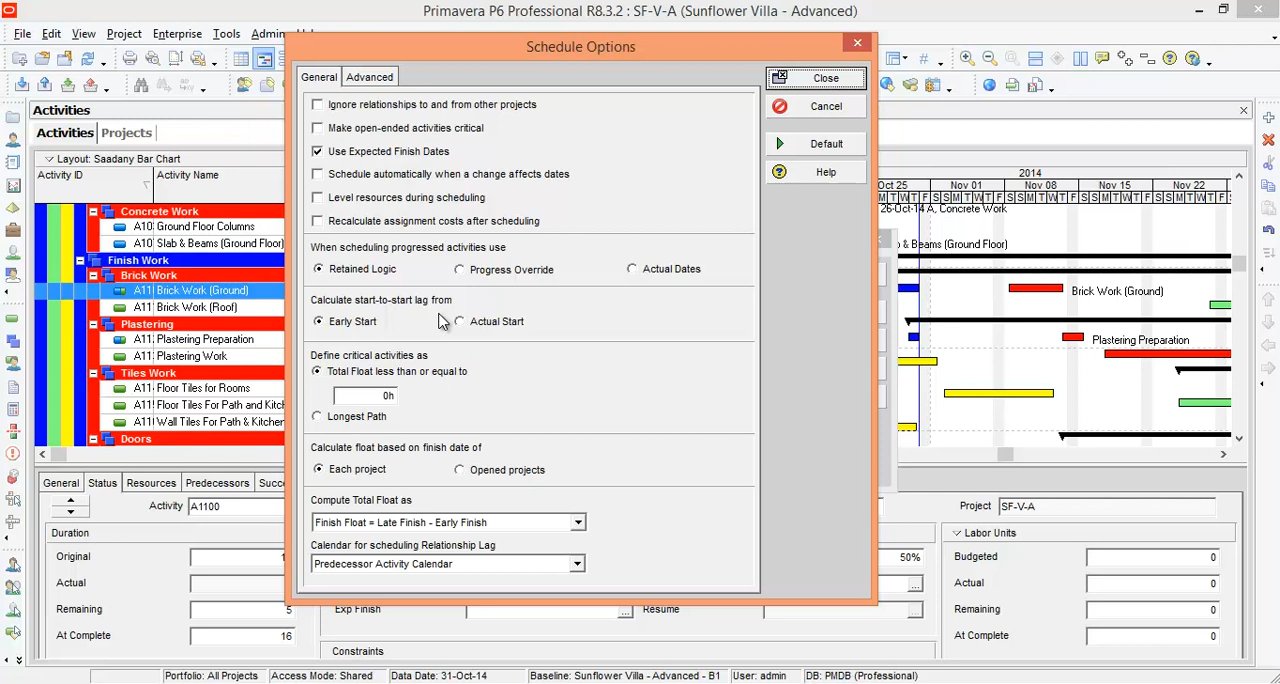 Primavera P6 Professional R8.3.2 : SF-V-A (Sunflower Villa - Advanced)
File Edit View Project Enterprise Tools Admin
Schedule Options
General Advanced
Close
Cancel
Default
Help
Ignore relationships to and from other projects
Make open-ended activities critical
Use Expected Finish Dates
Schedule automatically when a change affects dates
Level resources during scheduling
Recalculate assignment costs after scheduling
When scheduling progressed activities use
Retained Logic Progress Override Actual Dates
Calculate start-to-start lag from
Early Start Actual Start
Define critical activities as
Total Float less than or equal to
0h
Longest Path
Calculate float based on finish date of
Each project Opened projects
Compute Total Float as
Finish Float = Late Finish - Early Finish
Calendar for scheduling Relationship Lag
Predecessor Activity Calendar
Activities
Activities Projects
Layout: Saadany Bar Chart
Activity ID Activity Name
Concrete Work
A10 Ground Floor Columns
A10 Slab & Beams (Ground Floor)
Finish Work
Brick Work
A11 Brick Work (Ground)
A11 Brick Work (Roof)
Plastering
A11 Plastering Preparation
A11 Plastering Work
Tiles Work
A11 Floor Tiles for Rooms
A11 Floor Tiles For Path and Kitch
A11 Wall Tiles For Path & Kitchen
Doors
2014
Oct 25 Nov 01 Nov 08 Nov 15 Nov 22
M T W T F S S M T W T F S S M T W T F S S M T W T F S S M T W T F
26-Oct-14 A, Concrete Work
b & Beams (Ground Floor)
Brick Work (Ground)
Plastering Preparation
General Status Resources Predecessors Succ
Activity A1100
Project SF-V-A
Duration
Original 1
Actual
Remaining 5
At Complete 16
50%
Exp Finish Resume
Constraints
Labor Units
Budgeted 0
Actual 0
Remaining 0
At Complete 0
Portfolio: All Projects Access Mode: Shared Data Date: 31-Oct-14 Baseline: Sunflower Villa - Advanced - B1 User: admin DB: PMDB (Professional)